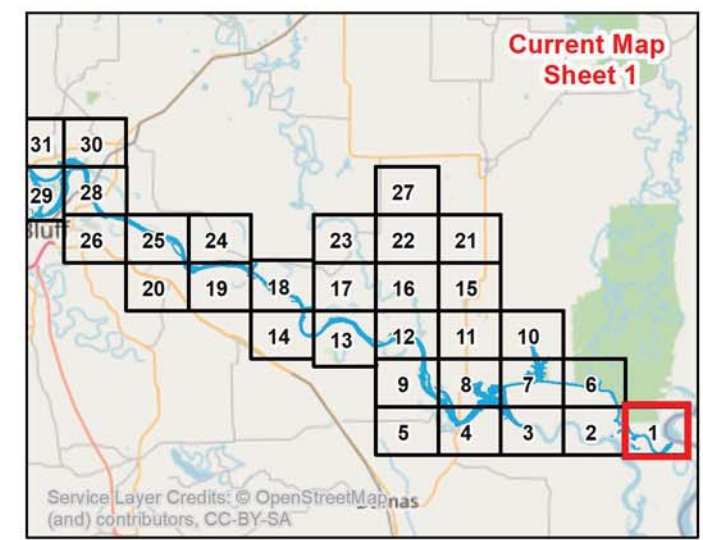 Current Map
Sheet 1
31 30
27
29 28
Bluff
26 25 24 23 22 21
20 19 18 17 16 15
14 13 12 11 10
9 8 7 6
5 4 3 2 1
Service Layer Credits: © OpenStreetMap
(and) contributors, CC-BY-SA